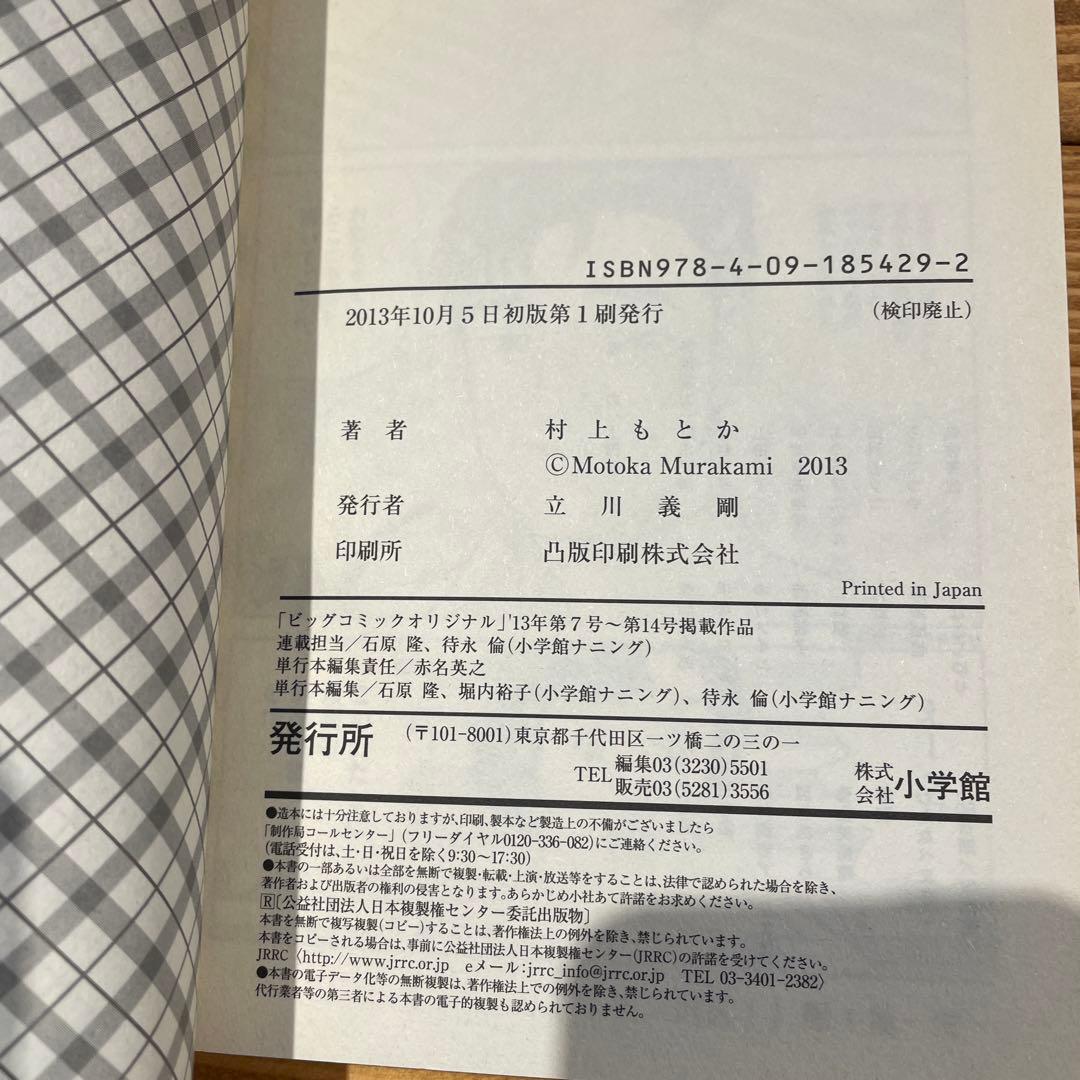 ISBN978-4-09-185429-2
2013年10月5日初版第1刷発行 (検印廃止)
著者 村上もとか
©Motoka Murakami 2013
発行者 立川義剛
印刷所 凸版印刷株式会社
Printed in Japan
「ビッグコミックオリジナル」'13年第7号～第14号掲載作品
連載担当／石原 隆、待永 倫(小学館ナニング)
単行本編集責任／赤名英之
単行本編集／石原 隆、堀内裕子(小学館ナニング)、待永 倫(小学館ナニング)
発行所 (〒101-8001)東京都千代田区一ツ橋二の三の一
TEL 編集03(3230)5501
販売03(5281)3556
株式会社 小学館
●造本には十分注意しておりますが、印刷、製本など製造上の不備がございましたら
「制作局コールセンター」(フリーダイヤル0120-336-082)にご連絡ください。
(電話受付は、土・日・祝日を除く9:30～17:30)
●本書の一部あるいは全部を無断で複製・転載・上演・放送等をすることは、法律で認められた場合を除き、
著作者および出版者の権利の侵害となります。あらかじめ小社あて許諾をお求めください。
Ⓡ[公益社団法人日本複製権センター委託出版物]
本書を無断で複写複製(コピー)することは、著作権法上の例外を除き、禁じられています。
本書をコピーされる場合は、事前に公益社団法人日本複製権センター(JRRC)の許諾を受けてください。
JRRC〈http://www.jrrc.or.jp eメール:jrrc_info@jrrc.or.jp TEL 03-3401-2382〉
●本書の電子データ化等の無断複製は、著作権法上での例外を除き、禁じられています。
代行業者等の第三者による本書の電子的複製も認められておりません。